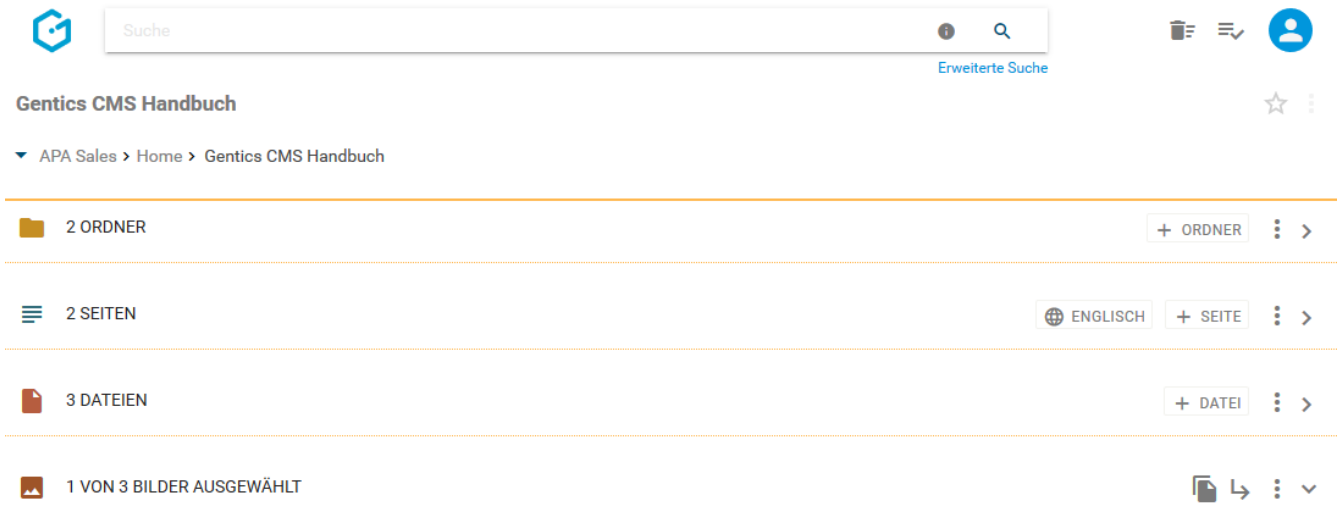 Suche
Erweiterte Suche
Gentics CMS Handbuch
APA Sales > Home > Gentics CMS Handbuch
2 ORDNER + ORDNER
2 SEITEN ENGLISCH + SEITE
3 DATEIEN + DATEI
1 VON 3 BILDER AUSGEWÄHLT